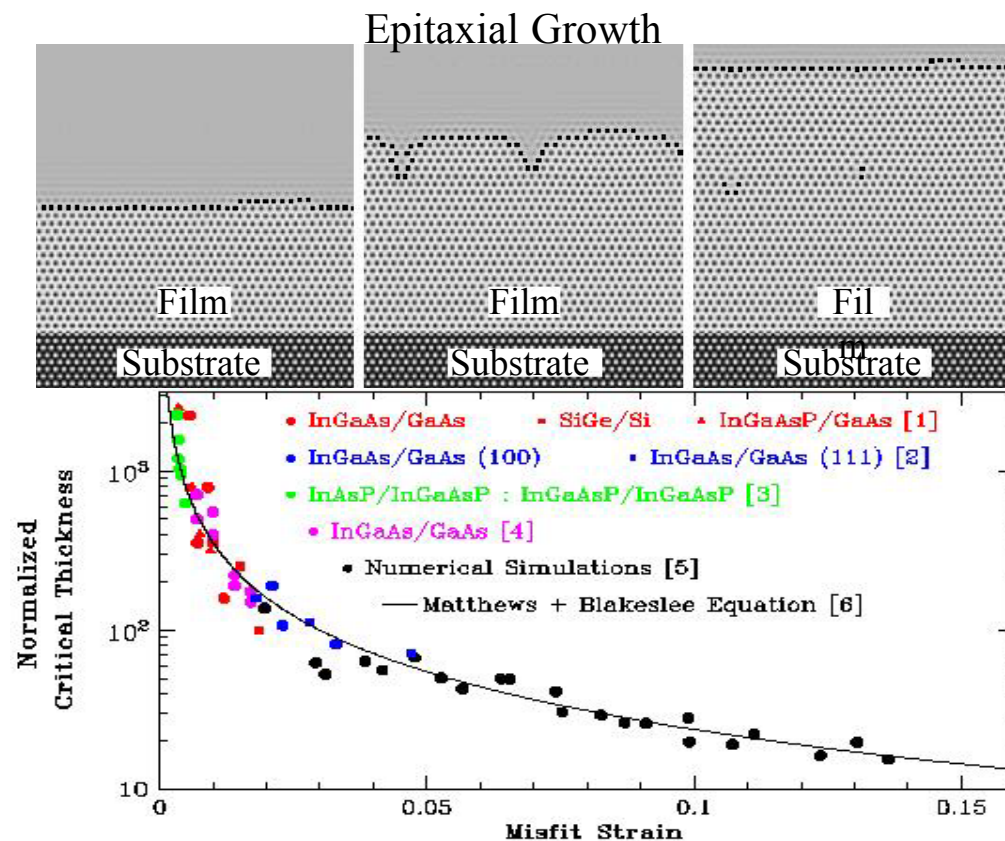 Epitaxial Growth
Film
Film
Fil
m
Substrate
Substrate
Substrate
InGaAs/GaAs SiGe/Si InGaAsP/GaAs [1]
InGaAs/GaAs (100) InGaAs/GaAs (111) [2]
InAsP/InGaAsP : InGaAsP/InGaAsP [3]
InGaAs/GaAs [4]
Numerical Simulations [5]
Matthews + Blakeslee Equation [6]
Normalized
Critical Thickness
10³
10²
10
0 0.05 0.1 0.15
Misfit Strain